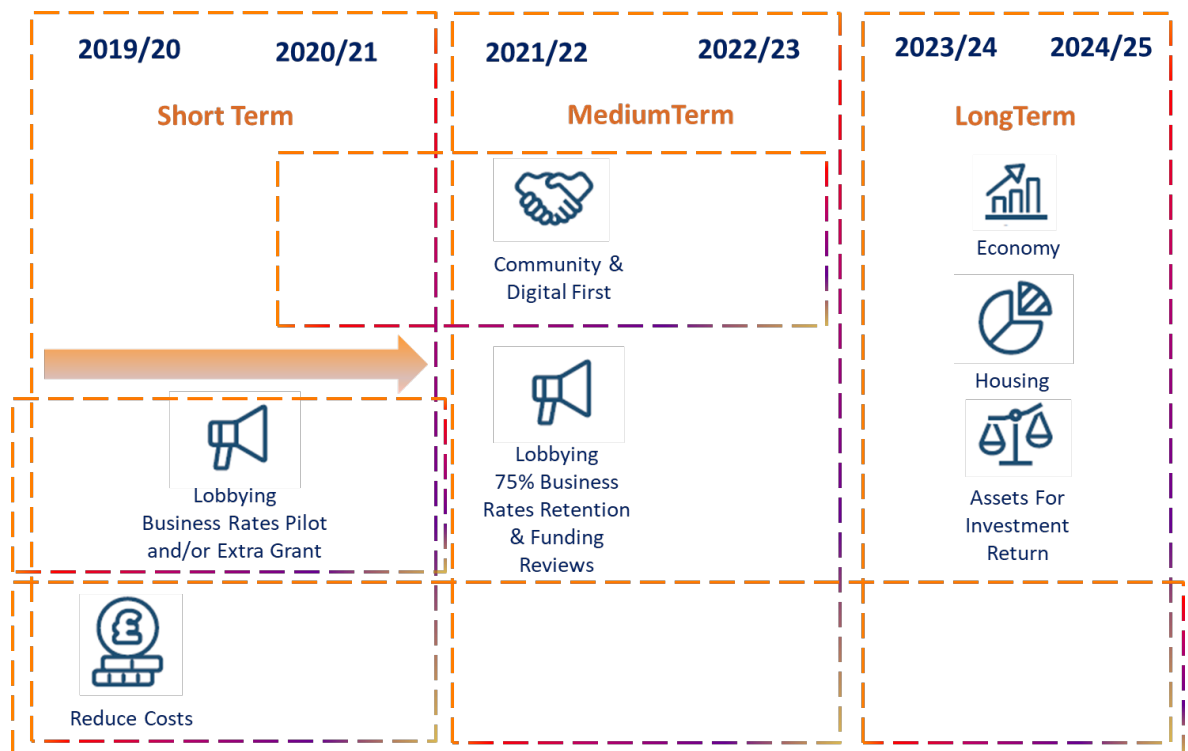 2019/20
2020/21
Short Term
Lobbying
Business Rates Pilot
and/or Extra Grant
£
Reduce Costs
2021/22
2022/23
MediumTerm
Community &
Digital First
Lobbying
75% Business
Rates Retention
& Funding
Reviews
2023/24
2024/25
LongTerm
Economy
Housing
Assets For
Investment
Return